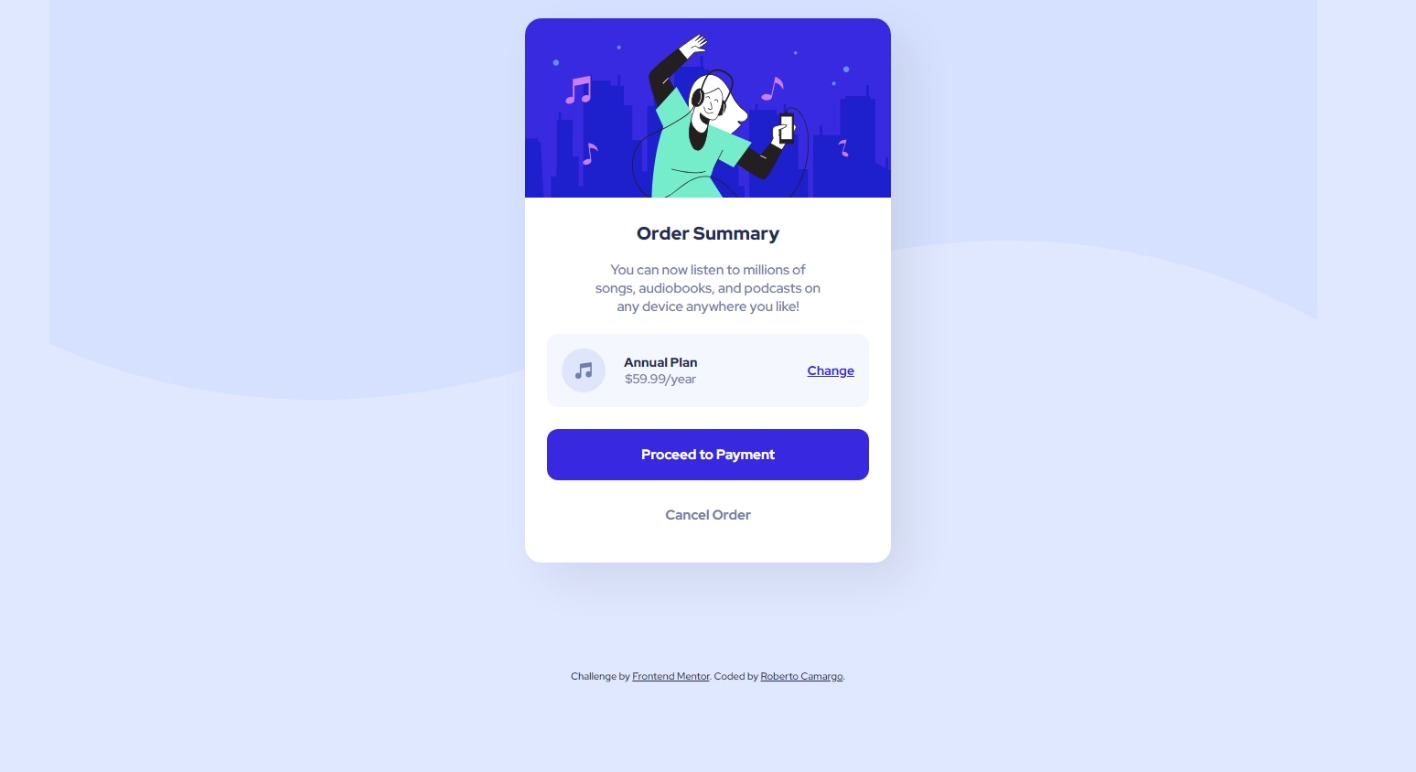 Order Summary
You can now listen to millions of
songs, audiobooks, and podcasts on
any device anywhere you like!
Annual Plan
$59.99/year
Change
Proceed to Payment
Cancel Order
Challenge by Frontend Mentor. Coded by Roberto Camargo.